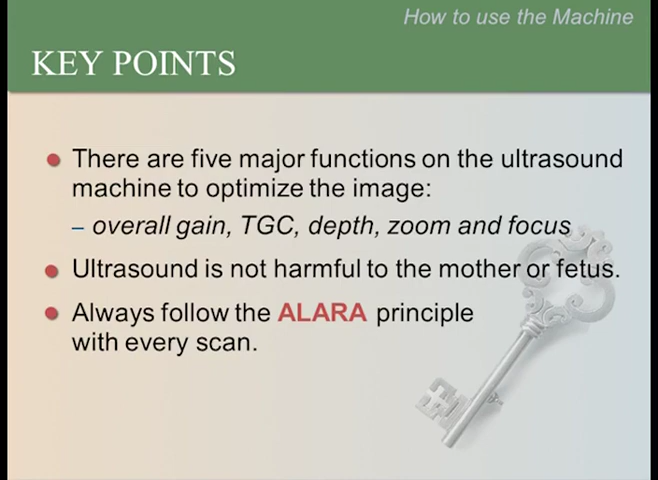 How to use the Machine
KEY POINTS
There are five major functions on the ultrasound
machine to optimize the image:
– overall gain, TGC, depth, zoom and focus
Ultrasound is not harmful to the mother or fetus.
Always follow the ALARA principle
with every scan.